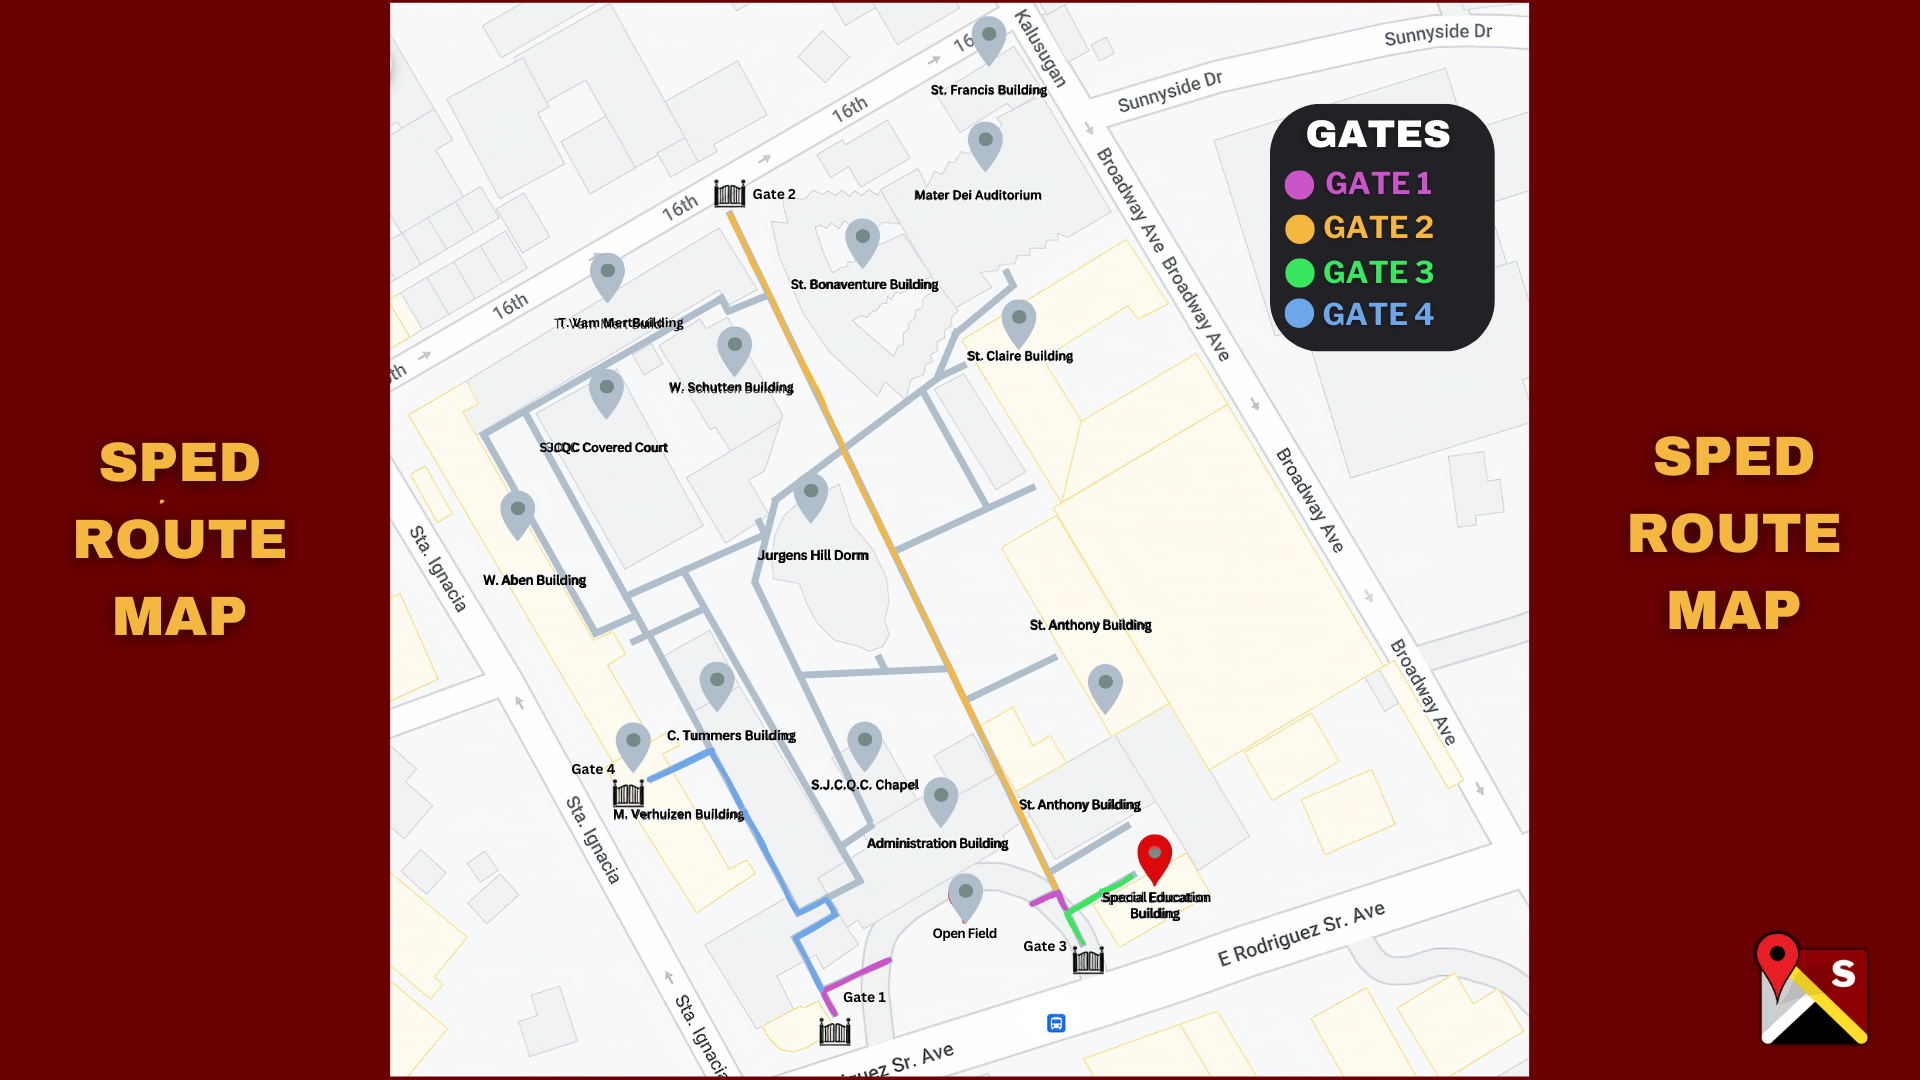 SPED
ROUTE
MAP
16th
Kalusagan
Sunnyside Dr
Sunnyside Dr
St. Francis Building
16th
GATES
GATE 1
GATE 2
GATE 3
GATE 4
Broadway Ave
Broadway Ave
Mater Dei Auditorium
Gate 2
16th
St. Bonaventure Building
16th
T. Vam Mert Building
St. Claire Building
W. Schutten Building
SJCQC Covered Court
Broadway Ave
Sta. Ignacia
Jurgens Hill Dorm
W. Aben Building
St. Anthony Building
Broadway Ave
C. Tummers Building
Gate 4
S.J.C.Q.C. Chapel
M. Verhuizen Building
St. Anthony Building
Sta. Ignacia
Administration Building
Special Education
Building
Open Field
Gate 3
E Rodriguez Sr. Ave
Gate 1
Sta. Ignacia
Sr. Ave
SPED
ROUTE
MAP
S